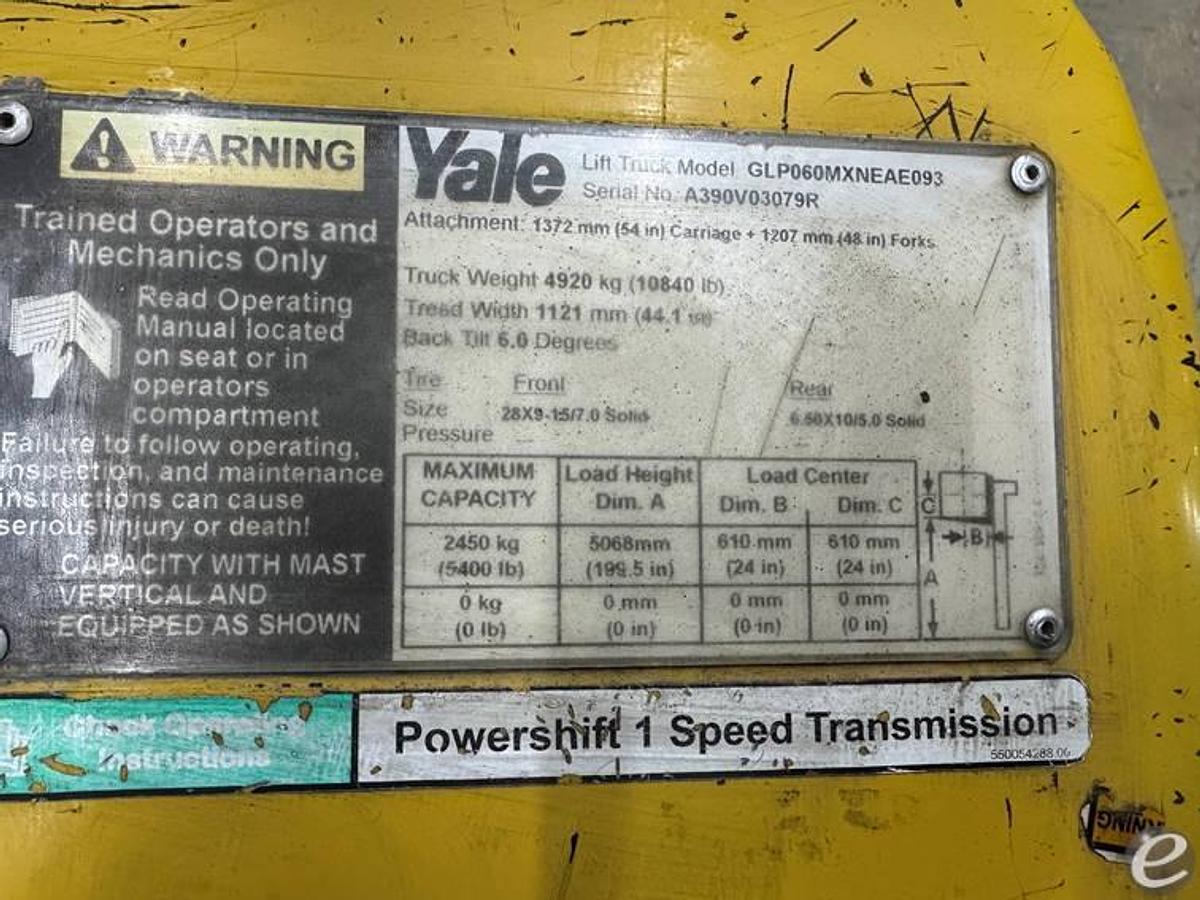 WARNING
Trained Operators and
Mechanics Only
Read Operating
Manual located
on seat or in
operators
compartment
Failure to follow operating,
inspection, and maintenance
instructions can cause
serious injury or death!
CAPACITY WITH MAST
VERTICAL AND
EQUIPPED AS SHOWN
Yale
Lift Truck Model GLP060MXNEAE093
Serial No. A390V03079R
Attachment: 1372 mm (54 in) Carriage + 1207 mm (48 in) Forks
Truck Weight 4920 kg (10840 lb)
Tread Width 1121 mm (44.1 in)
Back Tilt 6.0 Degrees
Tire Front Rear
Size 28X9-15/7.0 Solid 6.50X10/5.0 Solid
Pressure
MAXIMUM CAPACITY Load Height Dim. A Load Center Dim. B Dim. C
2450 kg 5068mm 610 mm 610 mm
(5400 lb) (199.5 in) (24 in) (24 in)
0 kg 0 mm 0 mm 0 mm
(0 lb) (0 in) (0 in) (0 in)
C
B
A
Check Operating
Instructions
Powershift 1 Speed Transmission
550054288 00
RNING
e